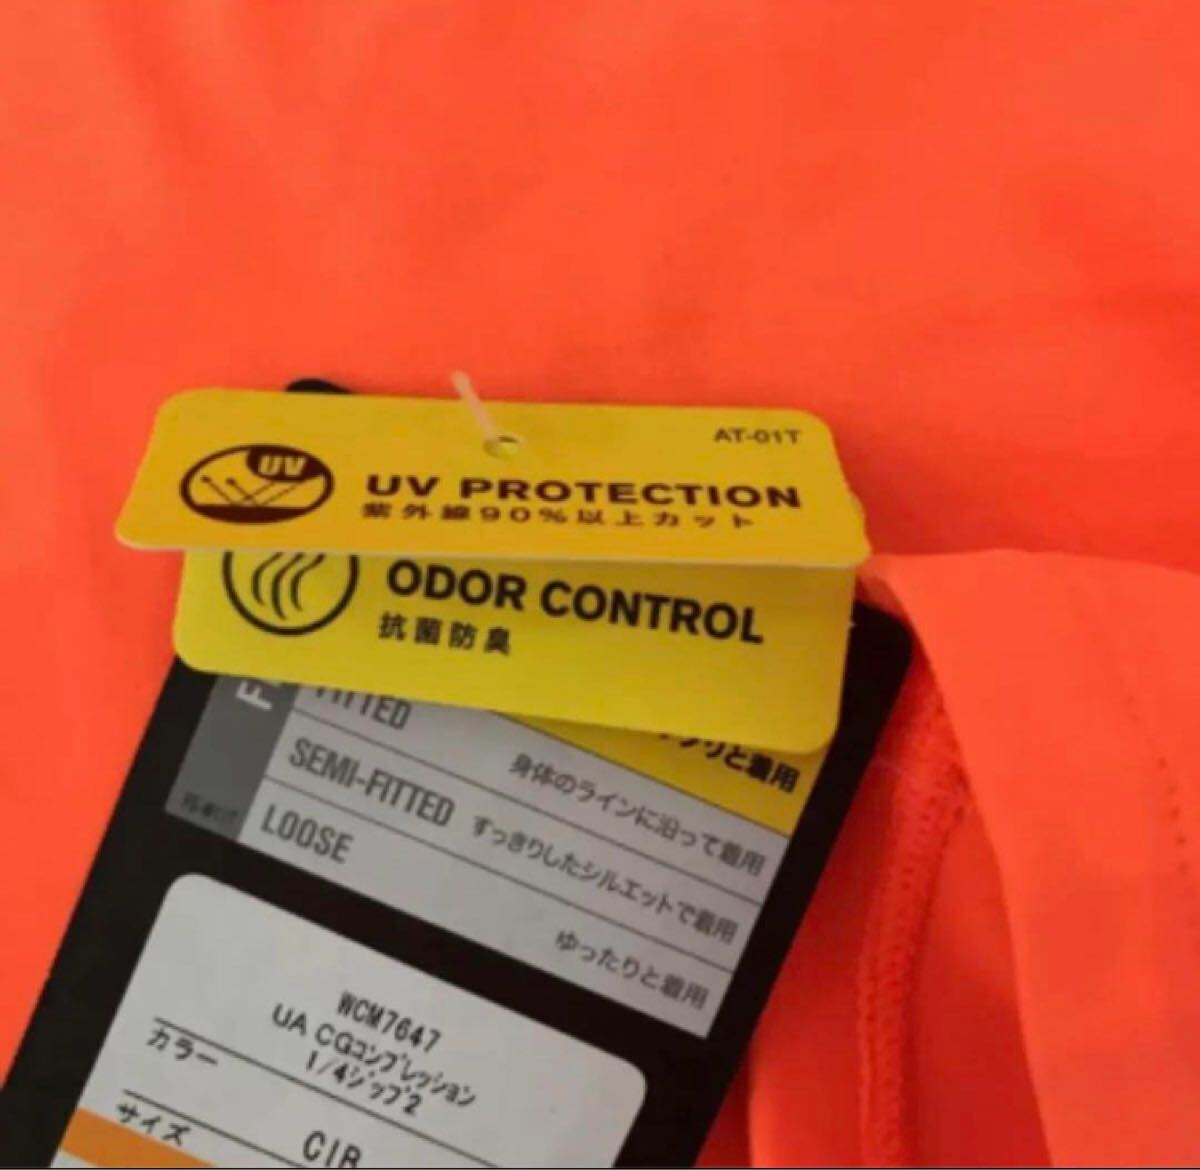 AT-01T
UV
UV PROTECTION
紫外線90%以上カット
ODOR CONTROL
抗菌防臭
と着用
FITTED
身体のラインに沿って着用
SEMI-FITTED
すっきりしたシルエットで着用
LOOSE
ゆったりと着用
WCM7647
UA CGコンプレッション
1/4ジップ2
カラー
CIB
サイズ